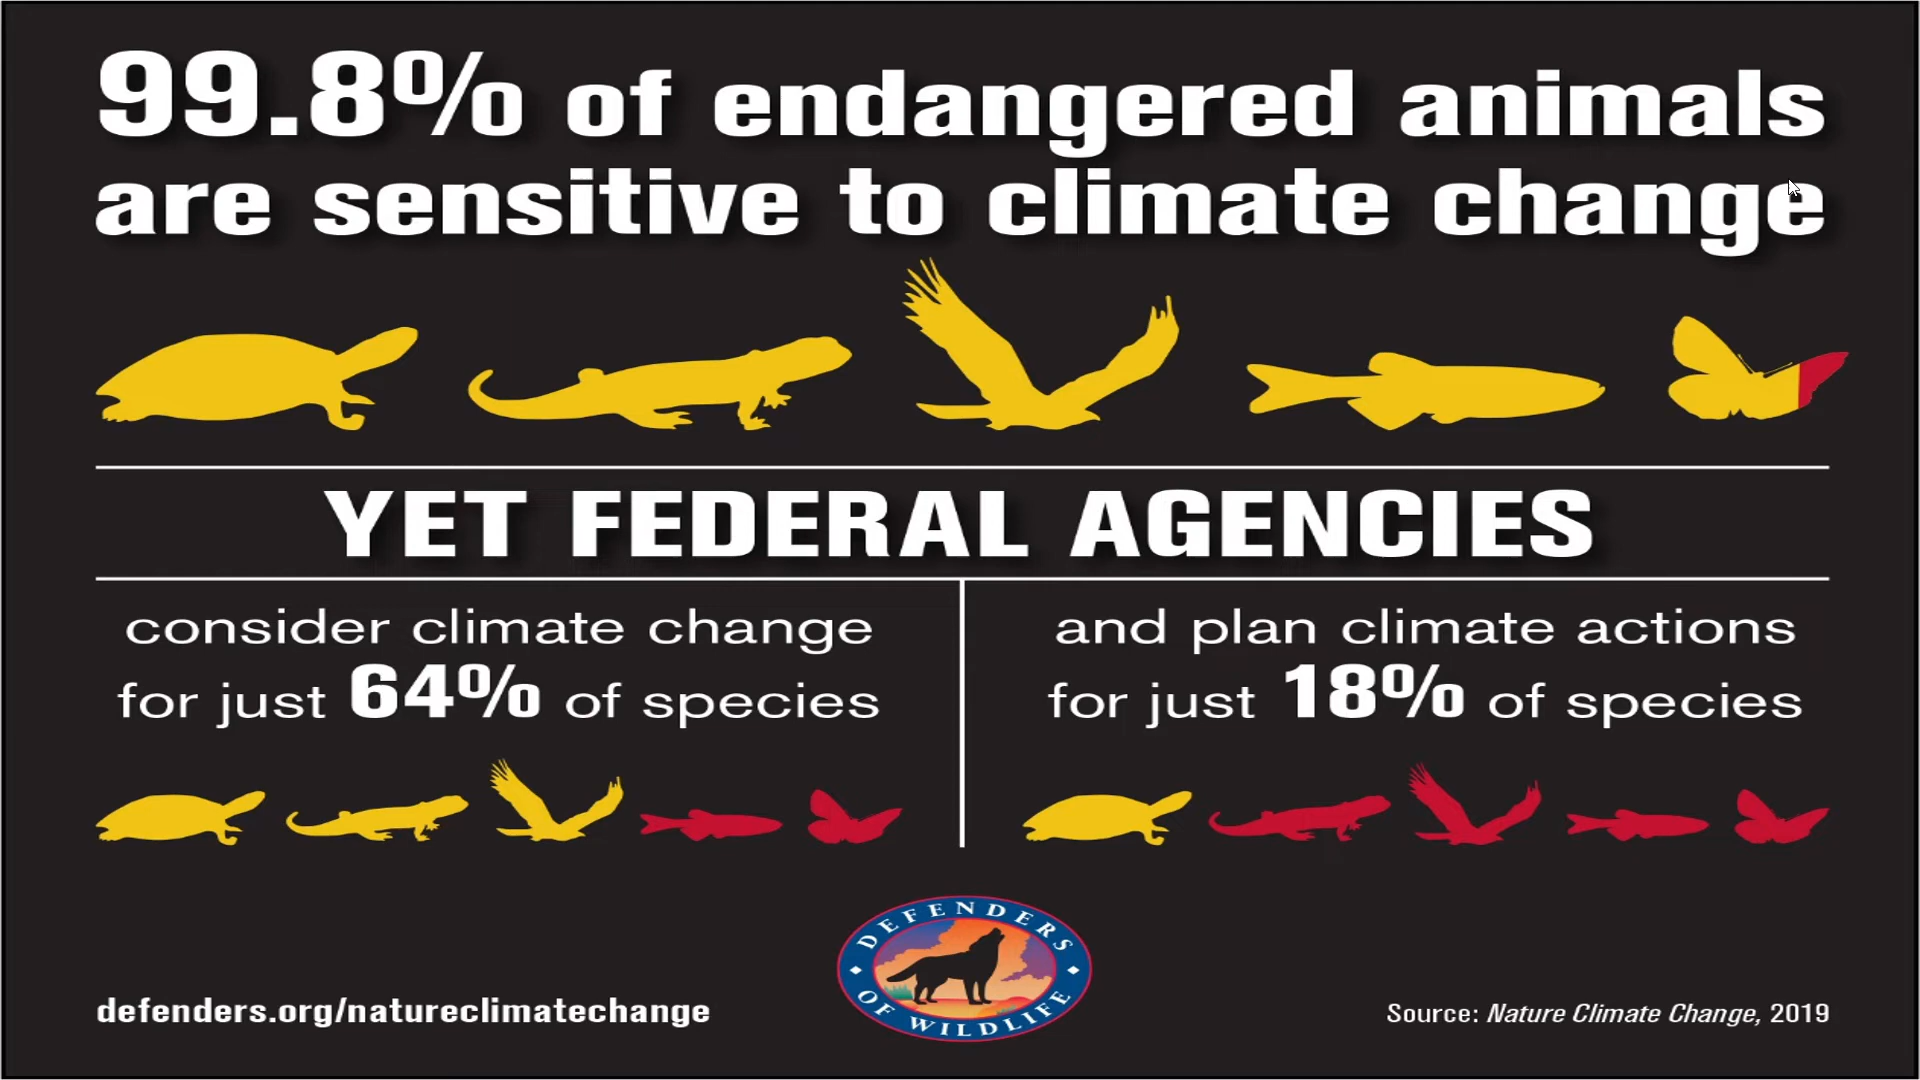 99.8% of endangered animals
are sensitive to climate change
YET FEDERAL AGENCIES
consider climate change
for just 64% of species
and plan climate actions
for just 18% of species
DEFENDERS
OF WILDLIFE
defenders.org/natureclimatechange
Source: Nature Climate Change, 2019